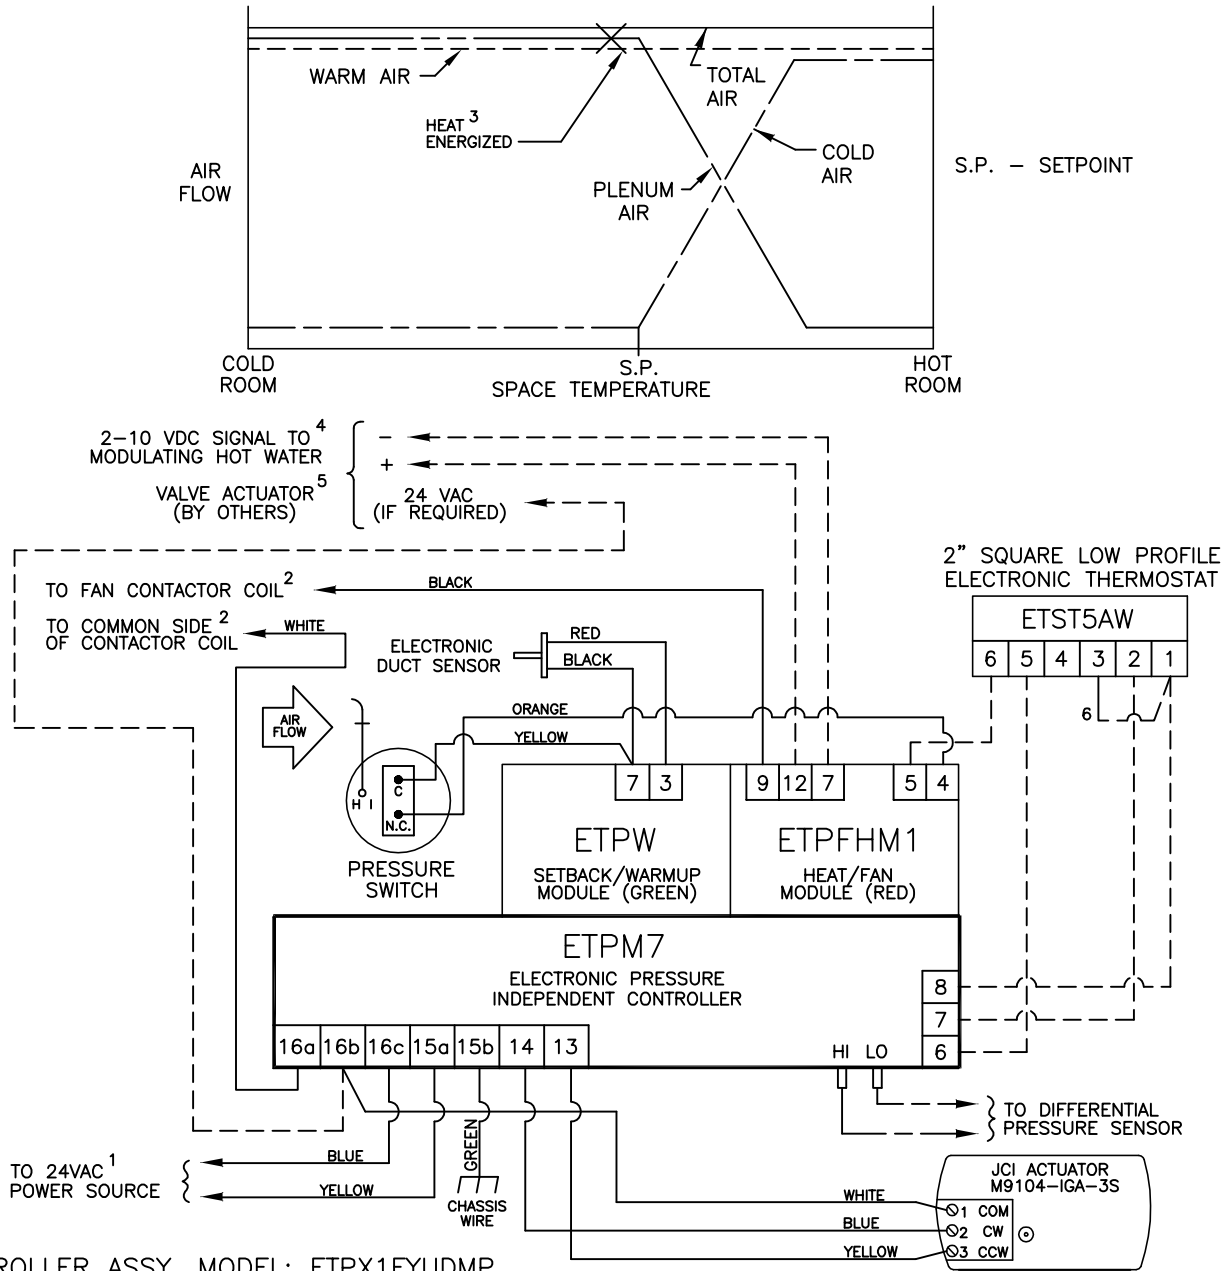 WARM AIR
HEAT 3
ENERGIZED
TOTAL
AIR
COLD
AIR
PLENUM
AIR
AIR
FLOW
S.P. – SETPOINT
COLD
ROOM
S.P.
SPACE TEMPERATURE
HOT
ROOM
2–10 VDC SIGNAL TO 4
MODULATING HOT WATER
VALVE ACTUATOR 5
(BY OTHERS)
–
+
24 VAC
(IF REQUIRED)
TO FAN CONTACTOR COIL 2
BLACK
TO COMMON SIDE 2
OF CONTACTOR COIL
WHITE
ELECTRONIC
DUCT SENSOR
RED
BLACK
2" SQUARE LOW PROFILE
ELECTRONIC THERMOSTAT
ETST5AW
6 5 4 3 2 1
6
AIR
FLOW
ORANGE
YELLOW
H I
C
N.C.
PRESSURE
SWITCH
7 3
9 12 7
5 4
ETPW
SETBACK/WARMUP
MODULE (GREEN)
ETPFHM1
HEAT/FAN
MODULE (RED)
ETPM7
ELECTRONIC PRESSURE
INDEPENDENT CONTROLLER
8
7
6
16a 16b 16c 15a 15b 14 13
HI LO
TO DIFFERENTIAL
PRESSURE SENSOR
TO 24VAC 1
POWER SOURCE
BLUE
YELLOW
GREEN
CHASSIS
WIRE
WHITE
BLUE
YELLOW
JCI ACTUATOR
M9104–IGA–3S
1 COM
2 CW
3 CCW